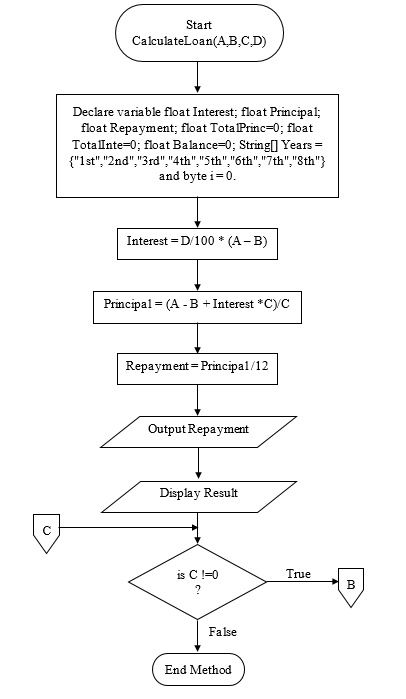 Start
CalculateLoan(A,B,C,D)
Declare variable float Interest; float Principal;
float Repayment; float TotalPrinc=0; float
TotalInte=0; float Balance=0; String[] Years =
{"1st","2nd","3rd","4th","5th","6th","7th","8th"}
and byte i = 0.
Interest = D/100 * (A – B)
Principal = (A - B + Interest *C)/C
Repayment = Principal/12
Output Repayment
Display Result
C
is C !=0
?
True
B
False
End Method